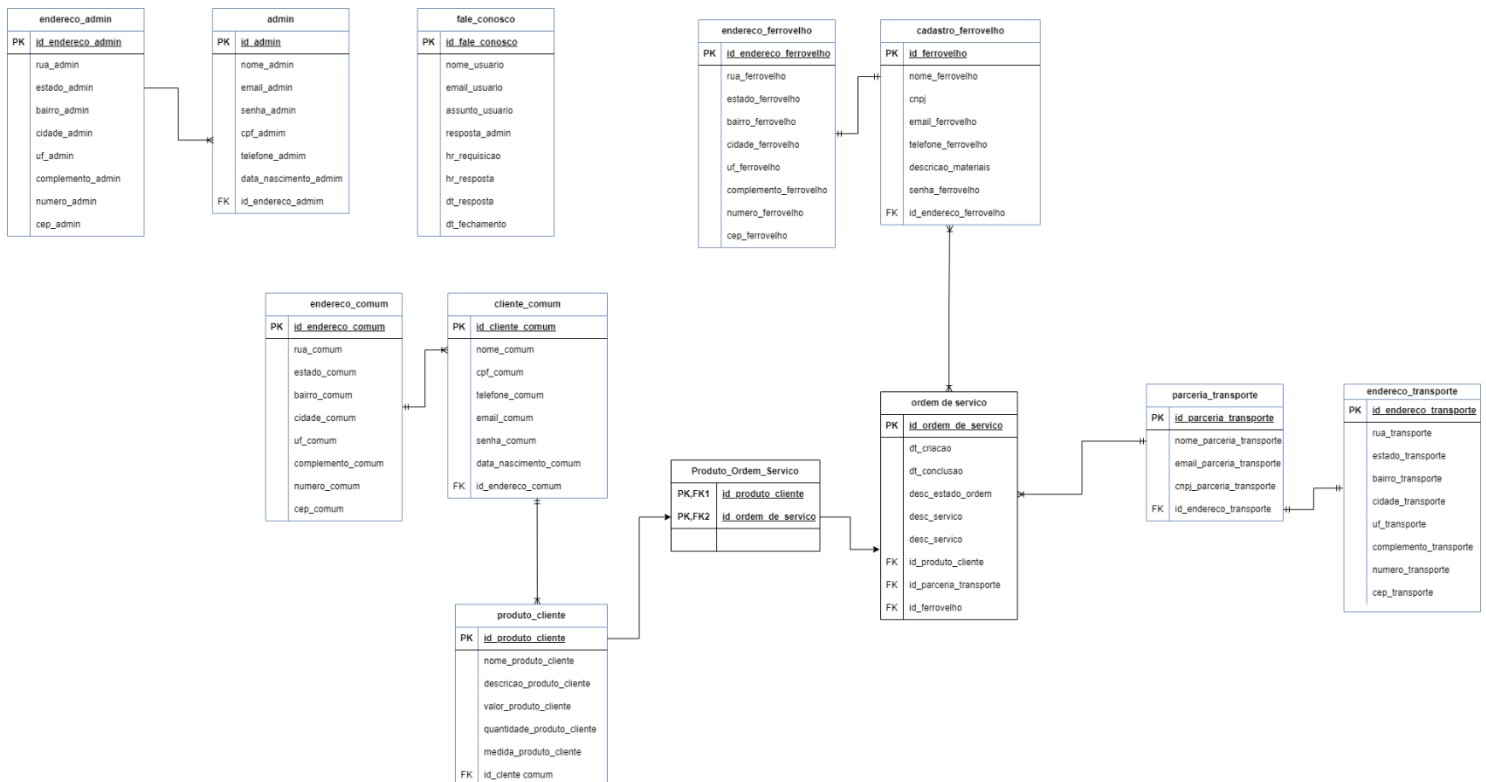 endereco_admin
PK id_endereco_admin
rua_admin
estado_admin
bairro_admin
cidade_admin
uf_admin
complemento_admin
numero_admin
cep_admin
admin
PK id_admin
nome_admin
email_admin
senha_admin
cpf_admim
telefone_admim
data_nascimento_admim
FK id_endereco_admim
fale_conosco
PK id_fale_conosco
nome_usuario
email_usuario
assunto_usuario
resposta_admin
hr_requisicao
hr_resposta
dt_resposta
dt_fechamento
endereco_ferrovelho
PK id_endereco_ferrovelho
rua_ferrovelho
estado_ferrovelho
bairro_ferrovelho
cidade_ferrovelho
uf_ferrovelho
complemento_ferrovelho
numero_ferrovelho
cep_ferrovelho
cadastro_ferrovelho
PK id_ferrovelho
nome_ferrovelho
cnpj
email_ferrovelho
telefone_ferrovelho
descricao_materiais
senha_ferrovelho
FK id_endereco_ferrovelho
endereco_comum
PK id_endereco_comum
rua_comum
estado_comum
bairro_comum
cidade_comum
uf_comum
complemento_comum
numero_comum
cep_comum
cliente_comum
PK id_cliente_comum
nome_comum
cpf_comum
telefone_comum
email_comum
senha_comum
data_nascimento_comum
FK id_endereco_comum
ordem de servico
PK id_ordem_de_servico
dt_criacao
dt_conclusao
desc_estado_ordem
desc_servico
desc_servico
FK id_produto_cliente
FK id_parceria_transporte
FK id_ferrovelho
parceria_transporte
PK id_parceria_transporte
nome_parceria_transporte
email_parceria_transporte
cnpj_parceria_transporte
FK id_endereco_transporte
endereco_transporte
PK id_endereco_transporte
rua_transporte
estado_transporte
bairro_transporte
cidade_transporte
uf_transporte
complemento_transporte
numero_transporte
cep_transporte
Produto_Ordem_Servico
PK,FK1 id_produto_cliente
PK,FK2 id_ordem_de_servico
produto_cliente
PK id_produto_cliente
nome_produto_cliente
descricao_produto_cliente
valor_produto_cliente
quantidade_produto_cliente
medida_produto_cliente
FK id_clente comum